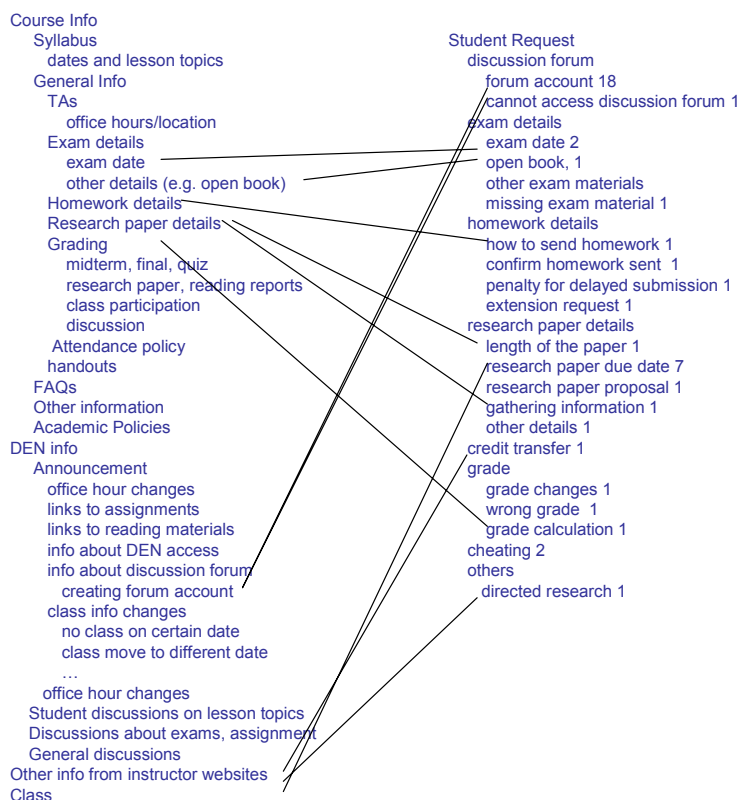 Course Info
Syllabus
dates and lesson topics
General Info
TAs
office hours/location
Exam details
exam date
other details (e.g. open book)
Homework details
Research paper details
Grading
midterm, final, quiz
research paper, reading reports
class participation
discussion
Attendance policy
handouts
FAQs
Other information
Academic Policies
DEN info
Announcement
office hour changes
links to assignments
links to reading materials
info about DEN access
info about discussion forum
creating forum account
class info changes
no class on certain date
class move to different date
…
office hour changes
Student discussions on lesson topics
Discussions about exams, assignment
General discussions
Other info from instructor websites
Class
Student Request
discussion forum
forum account 18
cannot access discussion forum 1
exam details
exam date 2
open book, 1
other exam materials
missing exam material 1
homework details
how to send homework 1
confirm homework sent 1
penalty for delayed submission 1
extension request 1
research paper details
length of the paper 1
research paper due date 7
research paper proposal 1
gathering information 1
other details 1
credit transfer 1
grade
grade changes 1
wrong grade 1
grade calculation 1
cheating 2
others
directed research 1